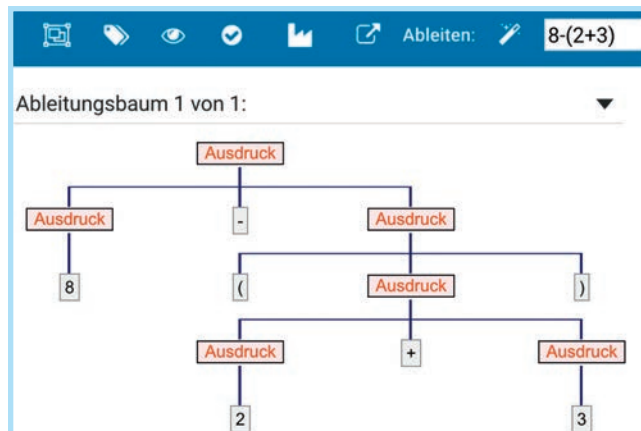 Ableiten: 8-(2+3)
Ableitungsbaum 1 von 1:
Ausdruck
Ausdruck - Ausdruck
8 ( Ausdruck )
Ausdruck + Ausdruck
2 3